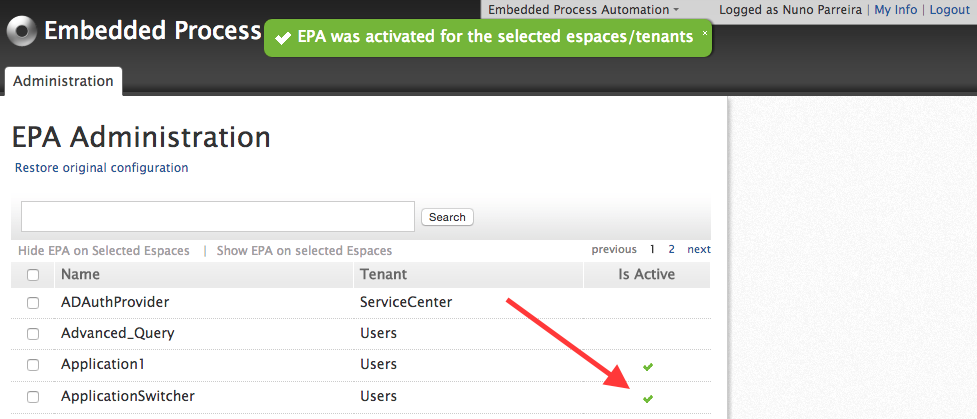 Embedded Process Automation
Logged as Nuno Parreira | My Info | Logout
Embedded Process
EPA was activated for the selected espaces/tenants
Administration
EPA Administration
Restore original configuration
Search
Hide EPA on Selected Espaces | Show EPA on selected Espaces
previous 1 2 next
Name Tenant Is Active
ADAuthProvider ServiceCenter
Advanced_Query Users
Application1 Users
ApplicationSwitcher Users